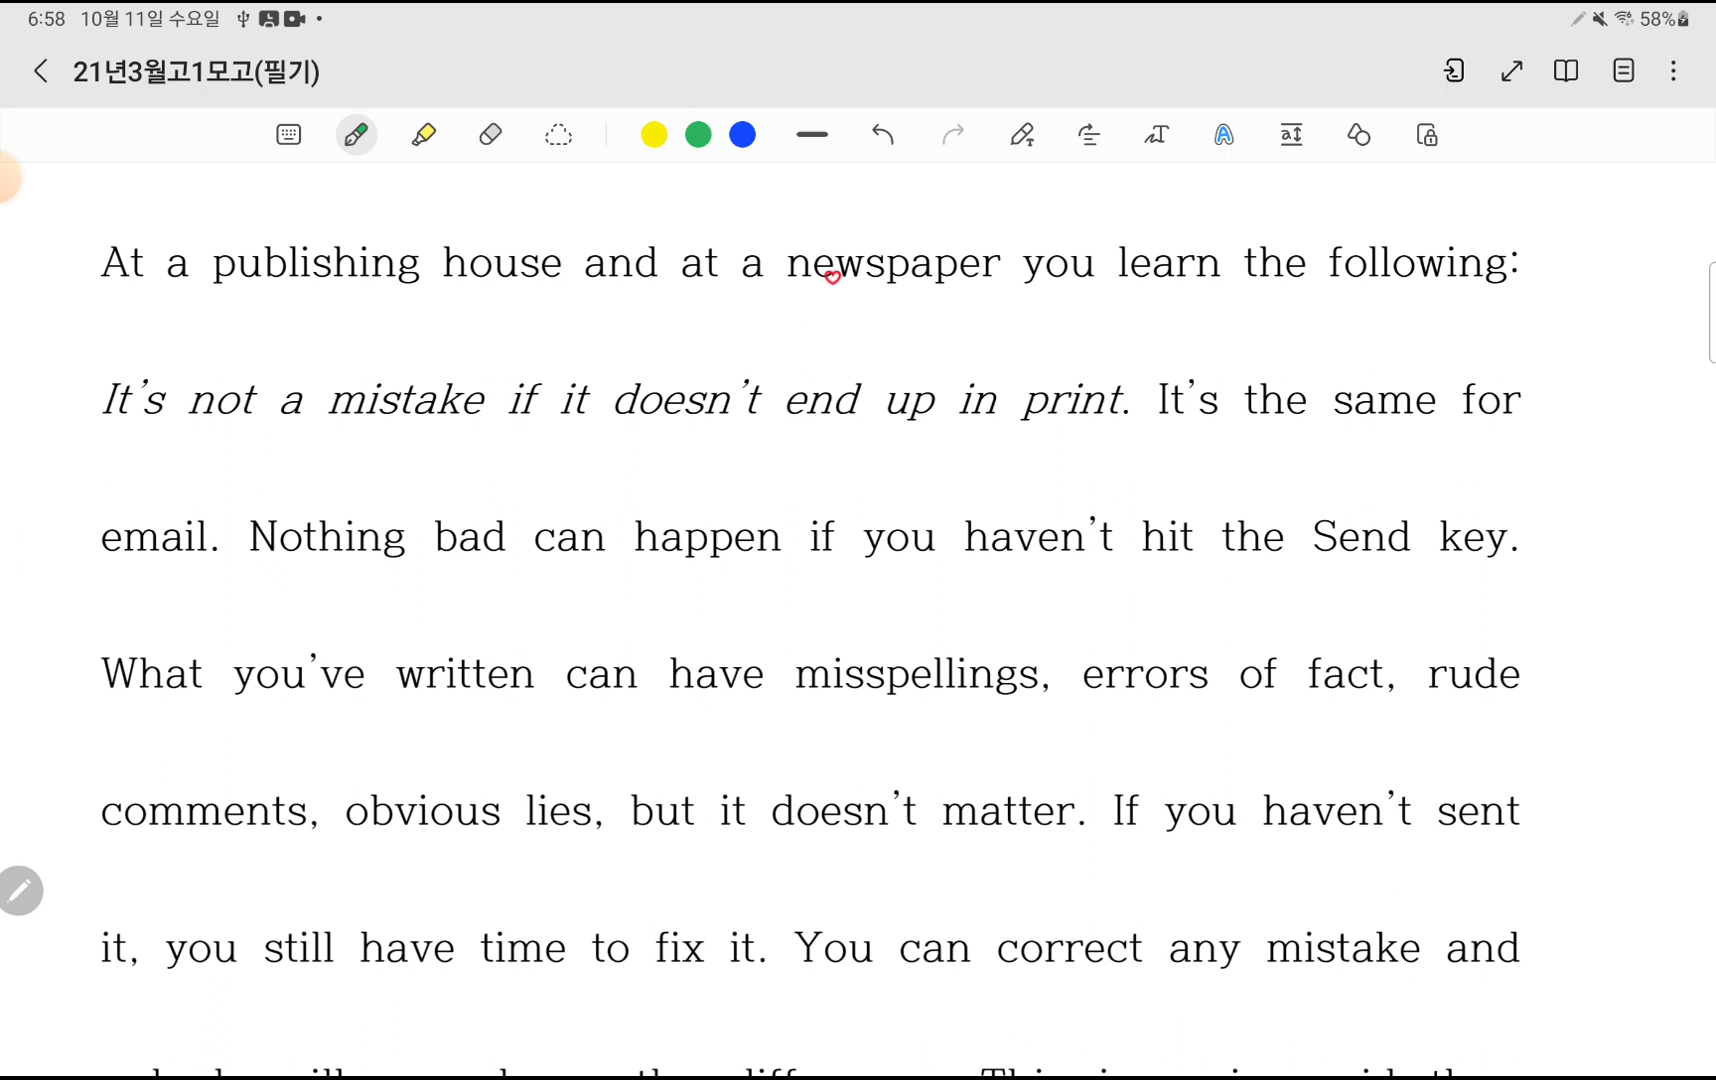 6:58 10월 11일 수요일 58%
21년3월고1모고(필기)
At a publishing house and at a newspaper you learn the following:
It's not a mistake if it doesn't end up in print. It's the same for
email. Nothing bad can happen if you haven't hit the Send key.
What you've written can have misspellings, errors of fact, rude
comments, obvious lies, but it doesn't matter. If you haven't sent
it, you still have time to fix it. You can correct any mistake and